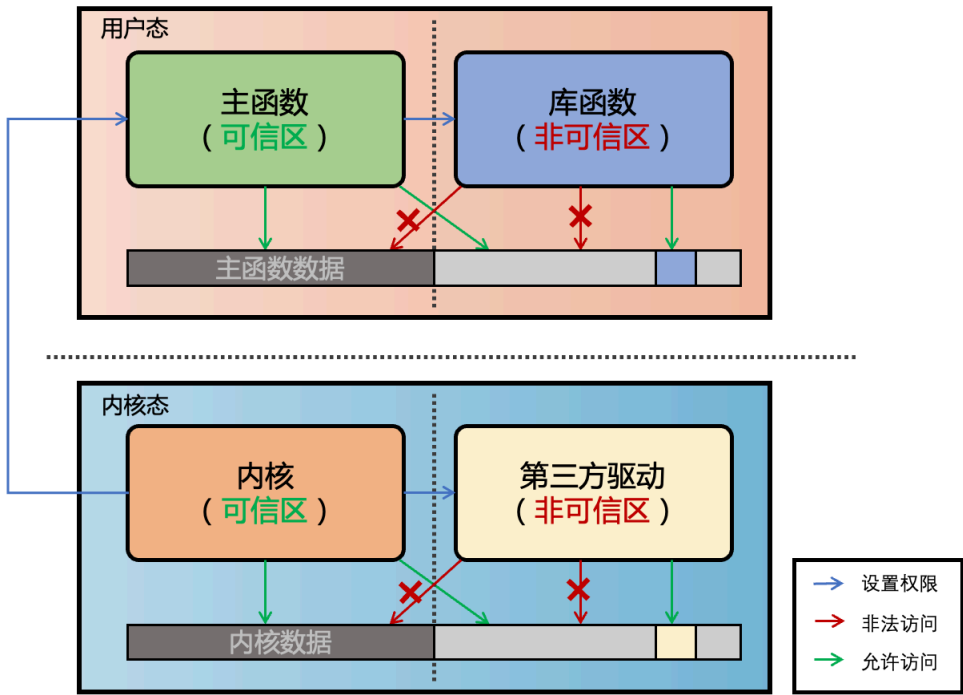 用户态
主函数
（可信区）
库函数
（非可信区）
主函数数据
内核态
内核
（可信区）
第三方驱动
（非可信区）
内核数据
设置权限
非法访问
允许访问